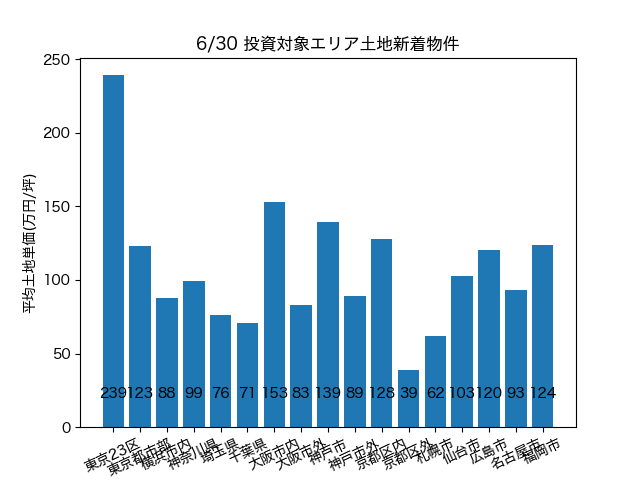 6/30 投資対象エリア土地新着物件
平均土地単価(万円/坪)
250
200
150
100
50
0
239 123 88 99 76 71 153 83 139 89 128 39 62 103 120 93 124
東京23区
東京都市部
横浜市内
神奈川県
埼玉県
千葉県
大阪市内
大阪市外
神戸市
神戸市外
京都区内
京都区外
札幌市
仙台市
広島市
名古屋市
福岡市